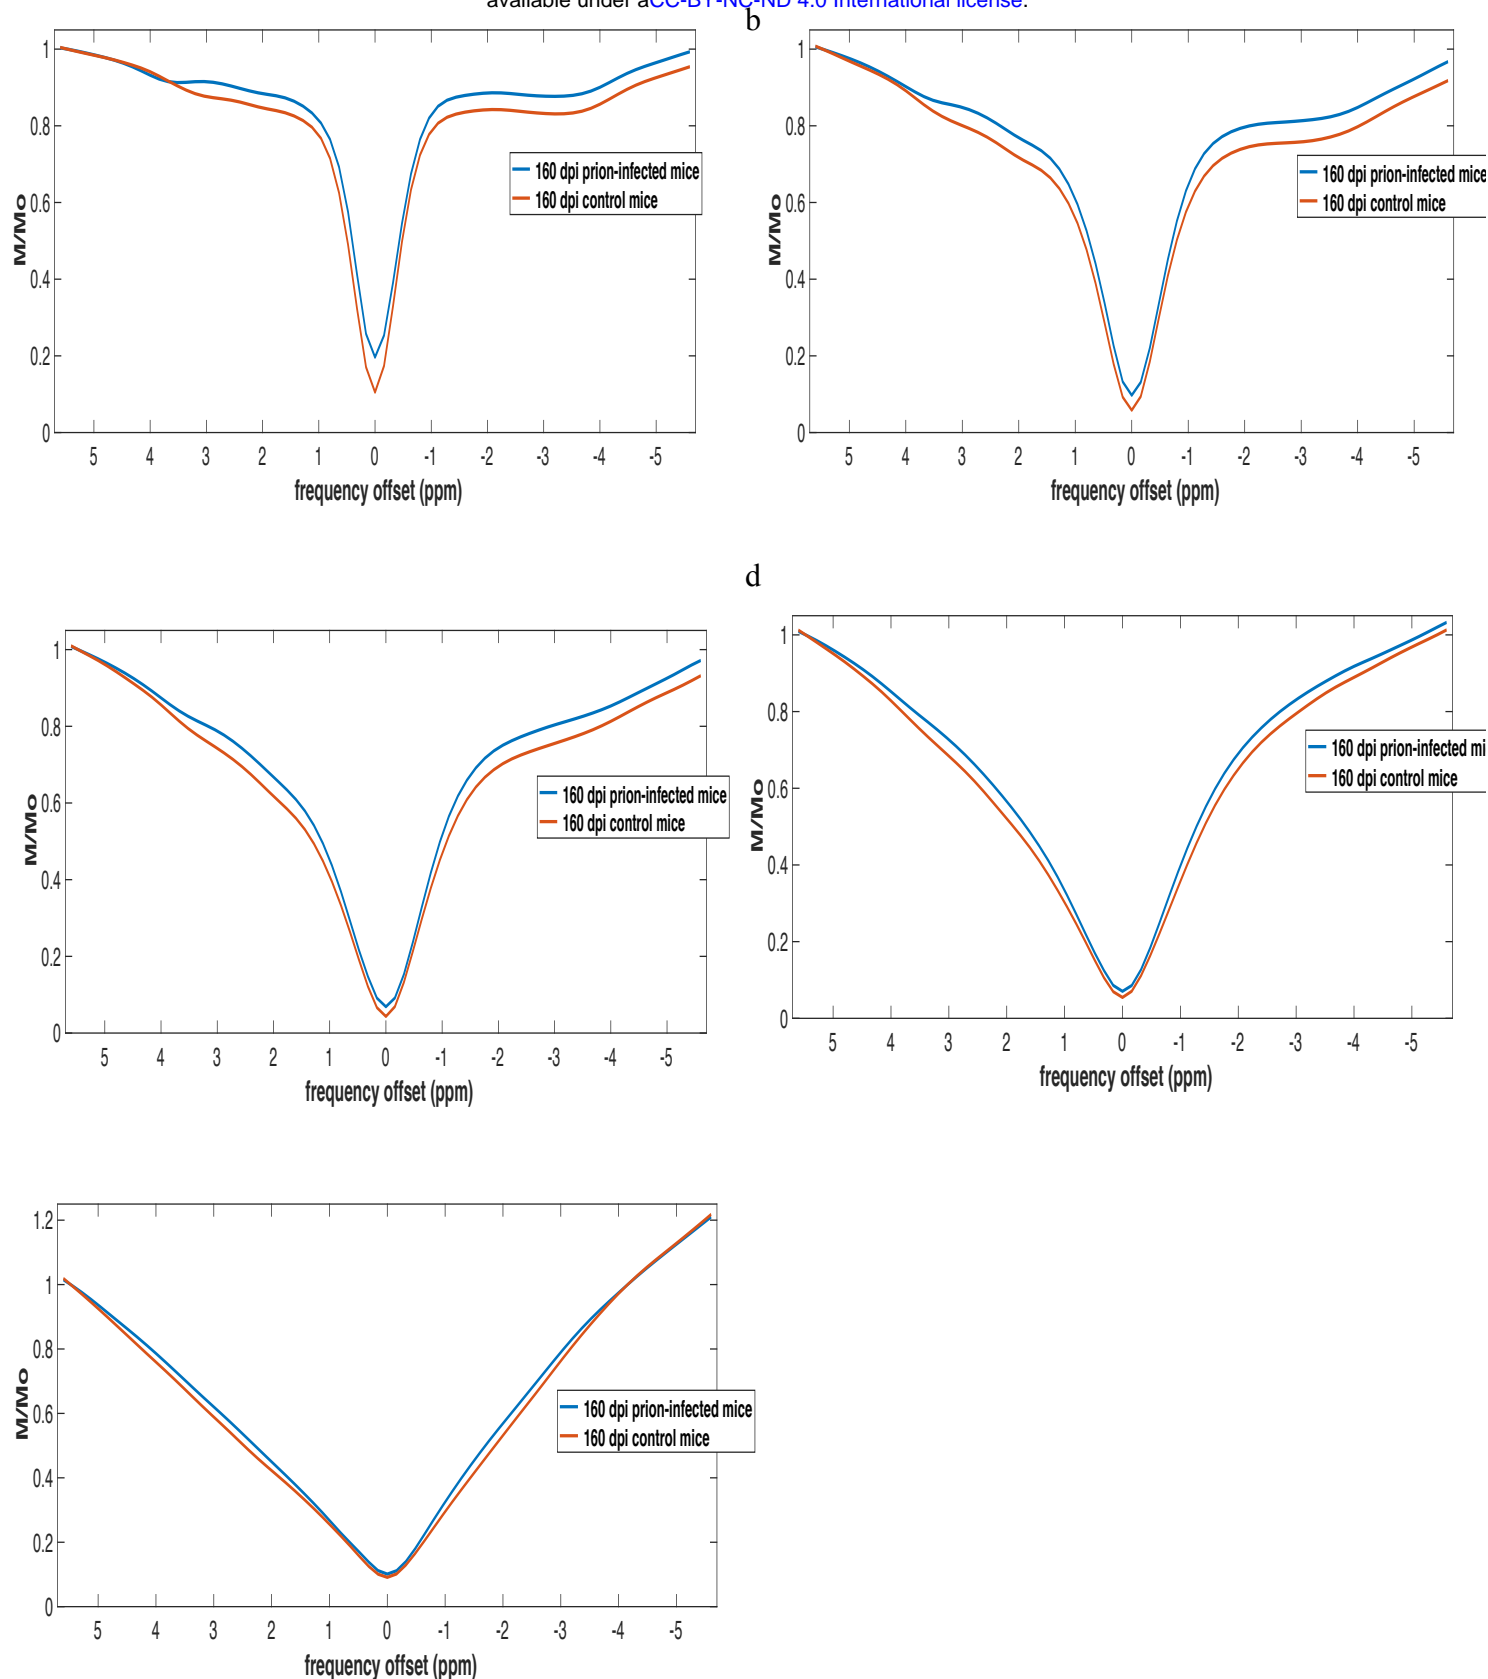 available under aCC-BY-NC-ND 4.0 International license.
b
1
0.8
0.6
0.4
0.2
0
M/Mo
160 dpi prion-infected mice
160 dpi control mice
5 4 3 2 1 0 -1 -2 -3 -4 -5
frequency offset (ppm)
1
0.8
0.6
0.4
0.2
0
M/Mo
160 dpi prion-infected mice
160 dpi control mice
5 4 3 2 1 0 -1 -2 -3 -4 -5
frequency offset (ppm)
d
1
0.8
0.6
0.4
0.2
0
M/Mo
160 dpi prion-infected mice
160 dpi control mice
5 4 3 2 1 0 -1 -2 -3 -4 -5
frequency offset (ppm)
1
0.8
0.6
0.4
0.2
0
M/Mo
160 dpi prion-infected mi
160 dpi control mice
5 4 3 2 1 0 -1 -2 -3 -4 -5
frequency offset (ppm)
1.2
1
0.8
0.6
0.4
0.2
0
M/Mo
160 dpi prion-infected mice
160 dpi control mice
5 4 3 2 1 0 -1 -2 -3 -4 -5
frequency offset (ppm)